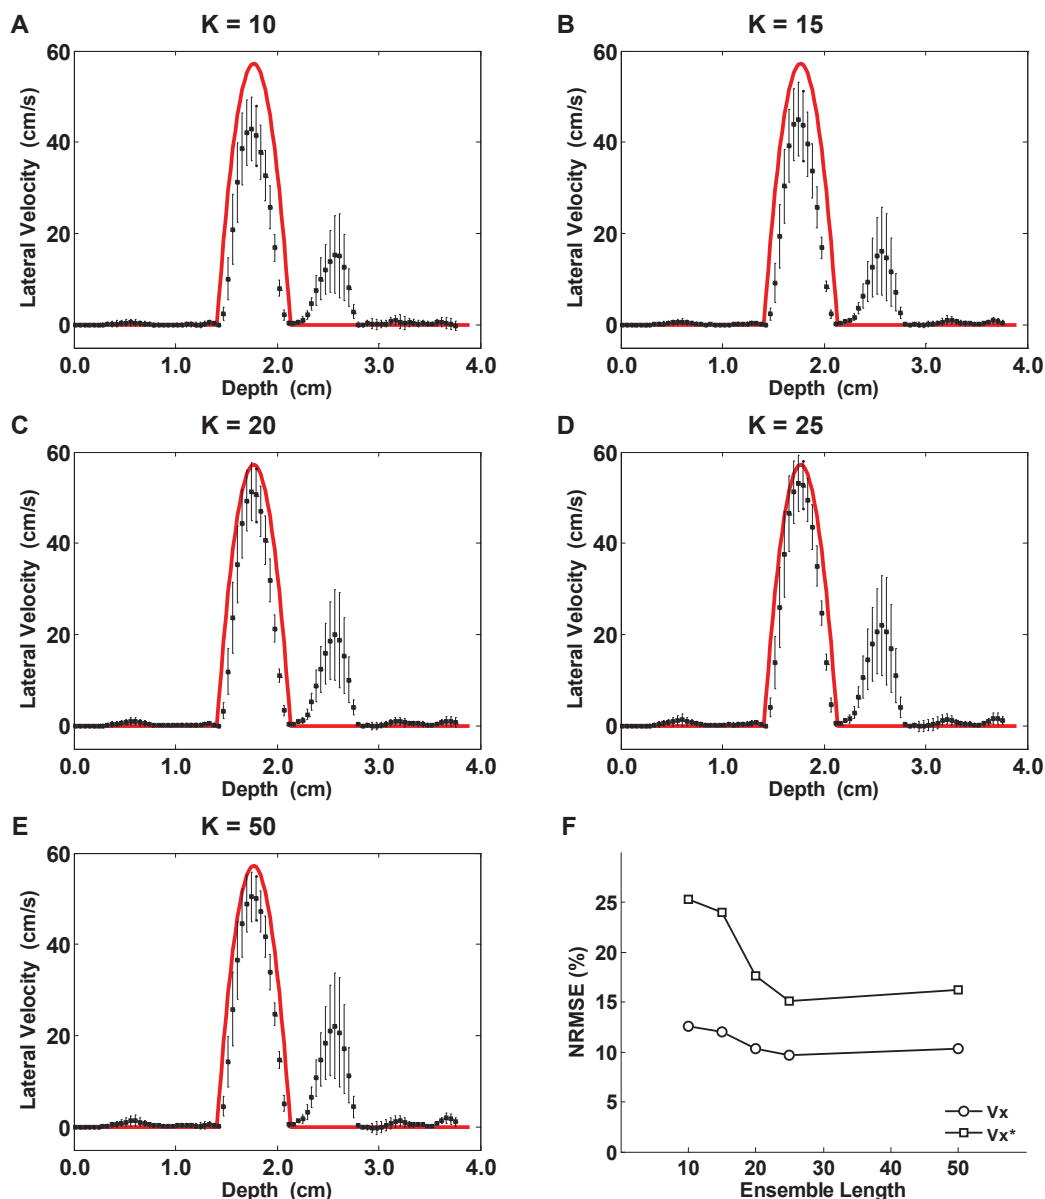 A K = 10
60
40
20
0
Lateral Velocity (cm/s)
0.0 1.0 2.0 3.0 4.0
Depth (cm)
B K = 15
60
40
20
0
Lateral Velocity (cm/s)
0.0 1.0 2.0 3.0 4.0
Depth (cm)
C K = 20
60
40
20
0
Lateral Velocity (cm/s)
0.0 1.0 2.0 3.0 4.0
Depth (cm)
D K = 25
60
40
20
0
Lateral Velocity (cm/s)
0.0 1.0 2.0 3.0 4.0
Depth (cm)
E K = 50
60
40
20
0
Lateral Velocity (cm/s)
0.0 1.0 2.0 3.0 4.0
Depth (cm)
F
25
20
15
10
5
0
NRMSE (%)
Vx
Vx*
10 20 30 40 50
Ensemble Length